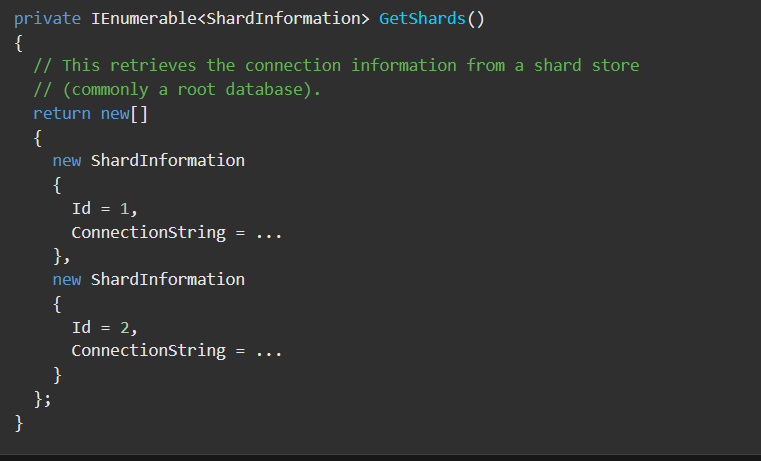 private IEnumerable<ShardInformation> GetShards()
{
  // This retrieves the connection information from a shard store
  // (commonly a root database).
  return new[]
  {
    new ShardInformation
    {
      Id = 1,
      ConnectionString = ...
    },
    new ShardInformation
    {
      Id = 2,
      ConnectionString = ...
    }
  };
}